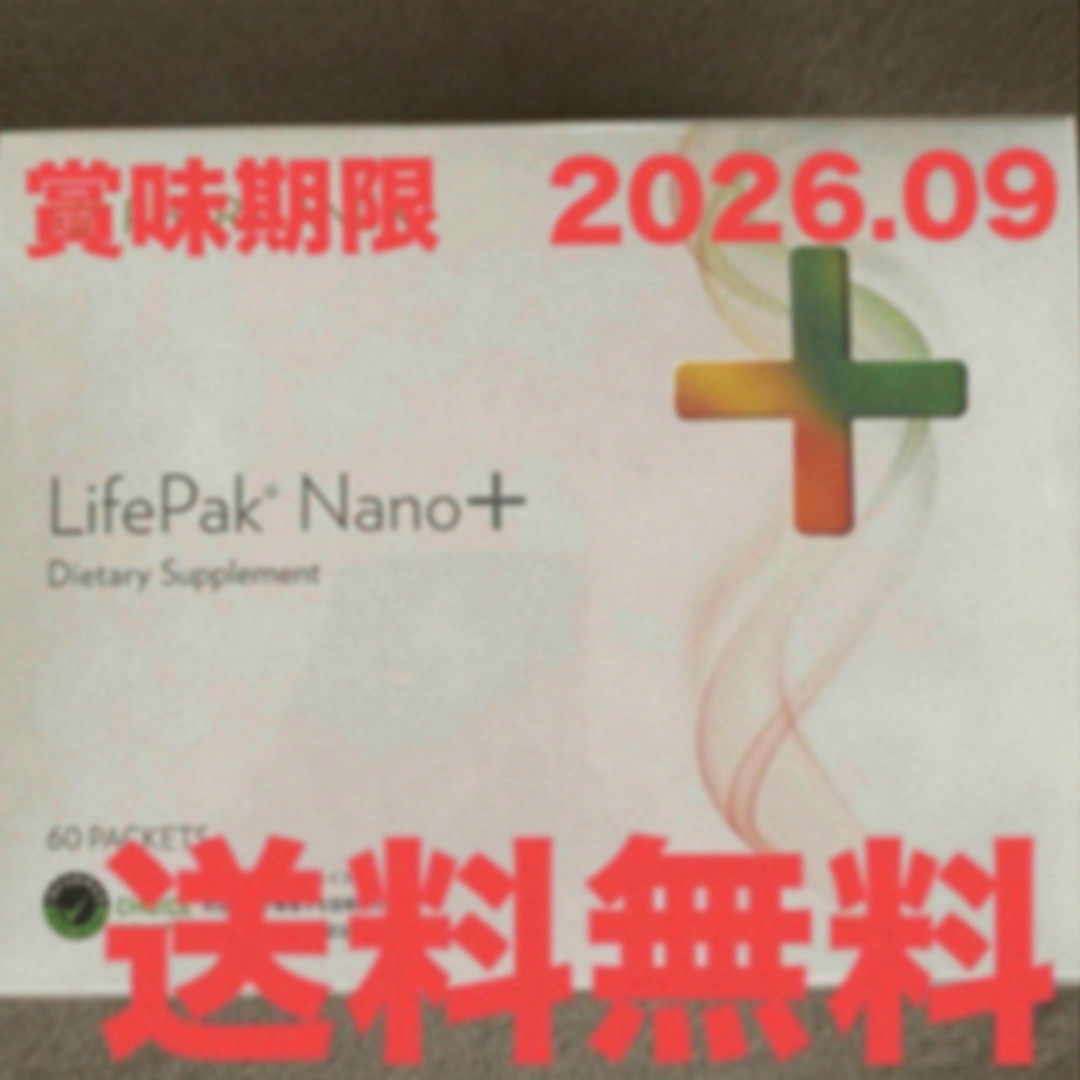 賞味期限 2026.09
LifePak® Nano+
Dietary Supplement
60 PACKETS
送料無料